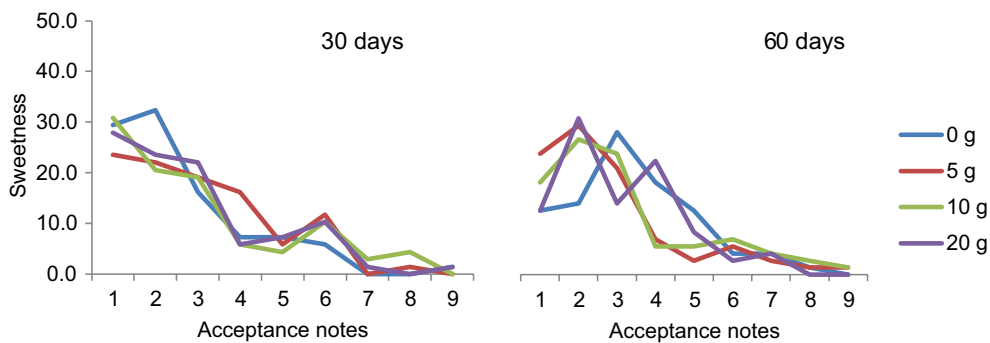 50.0
40.0
30.0
20.0
10.0
0.0
Sweetness
30 days
1 2 3 4 5 6 7 8 9
Acceptance notes
60 days
1 2 3 4 5 6 7 8 9
Acceptance notes
0 g
5 g
10 g
20 g